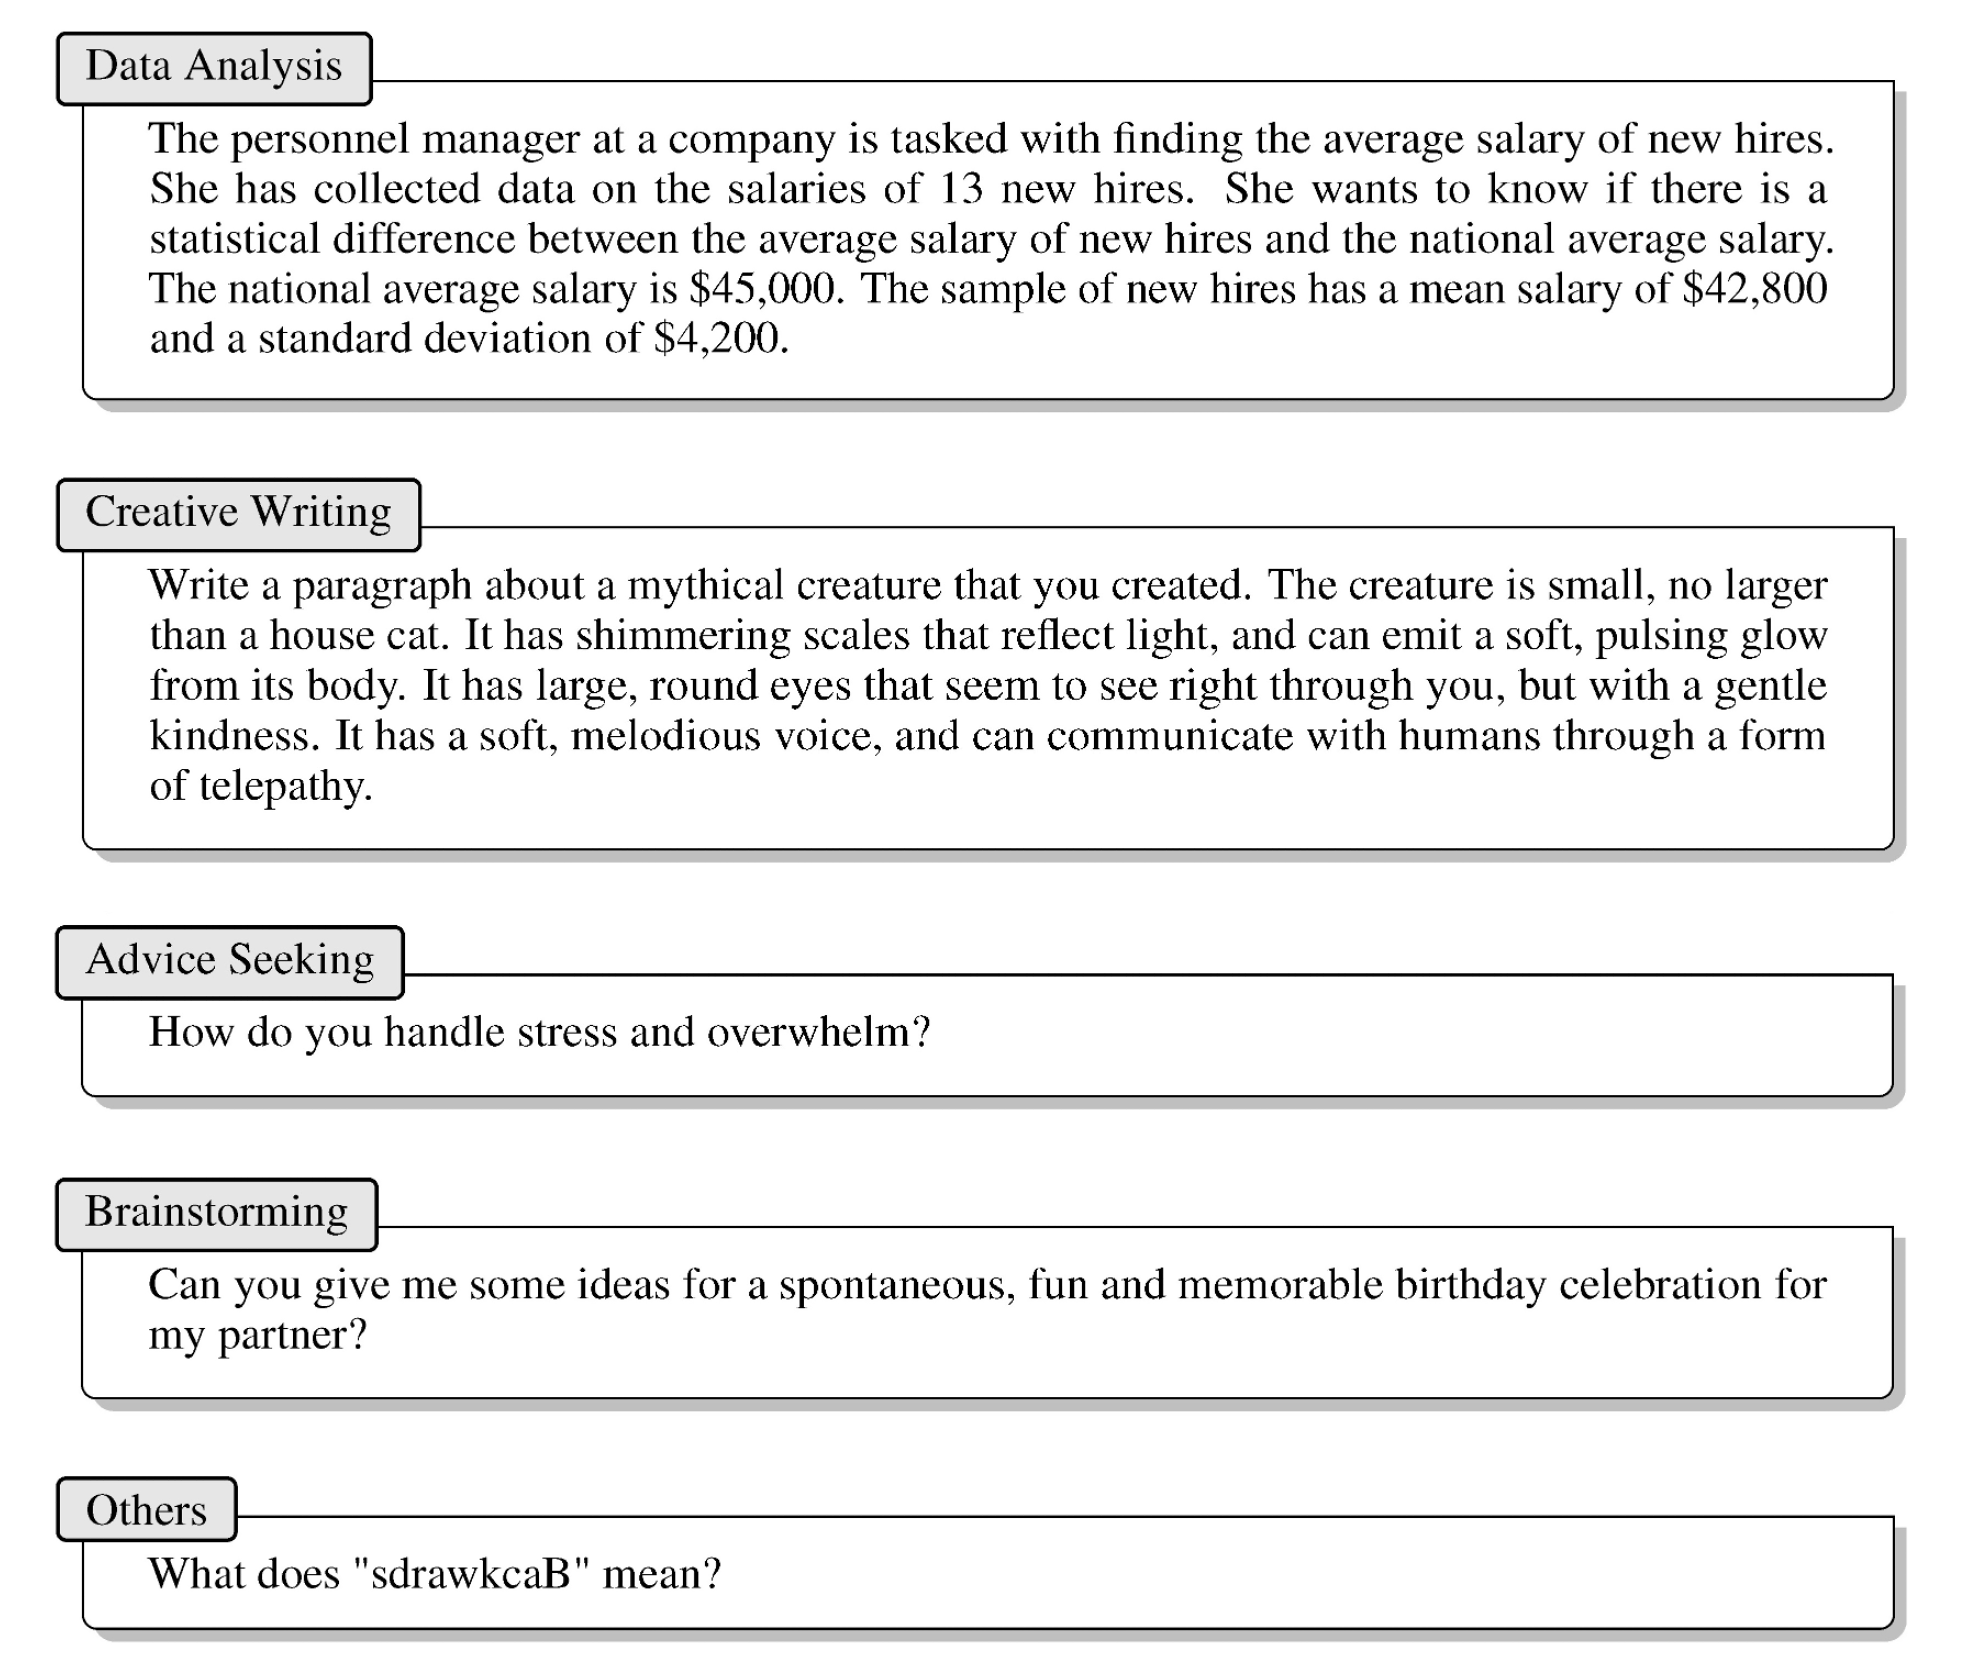 Data Analysis
The personnel manager at a company is tasked with finding the average salary of new hires.
She has collected data on the salaries of 13 new hires. She wants to know if there is a
statistical difference between the average salary of new hires and the national average salary.
The national average salary is $45,000. The sample of new hires has a mean salary of $42,800
and a standard deviation of $4,200.
Creative Writing
Write a paragraph about a mythical creature that you created. The creature is small, no larger
than a house cat. It has shimmering scales that reflect light, and can emit a soft, pulsing glow
from its body. It has large, round eyes that seem to see right through you, but with a gentle
kindness. It has a soft, melodious voice, and can communicate with humans through a form
of telepathy.
Advice Seeking
How do you handle stress and overwhelm?
Brainstorming
Can you give me some ideas for a spontaneous, fun and memorable birthday celebration for
my partner?
Others
What does "sdrawkcaB" mean?